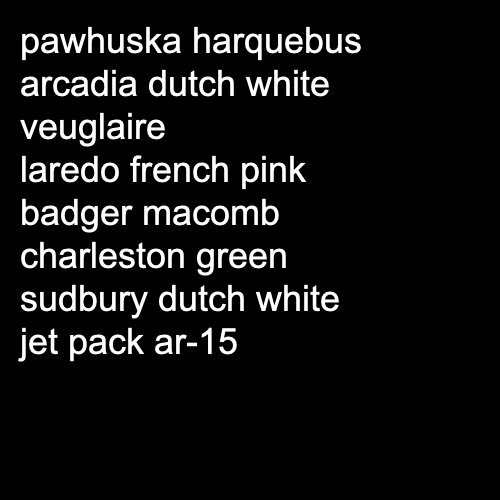 pawhuska harquebus
arcadia dutch white
veuglaire
laredo french pink
badger macomb
charleston green
sudbury dutch white
jet pack ar-15